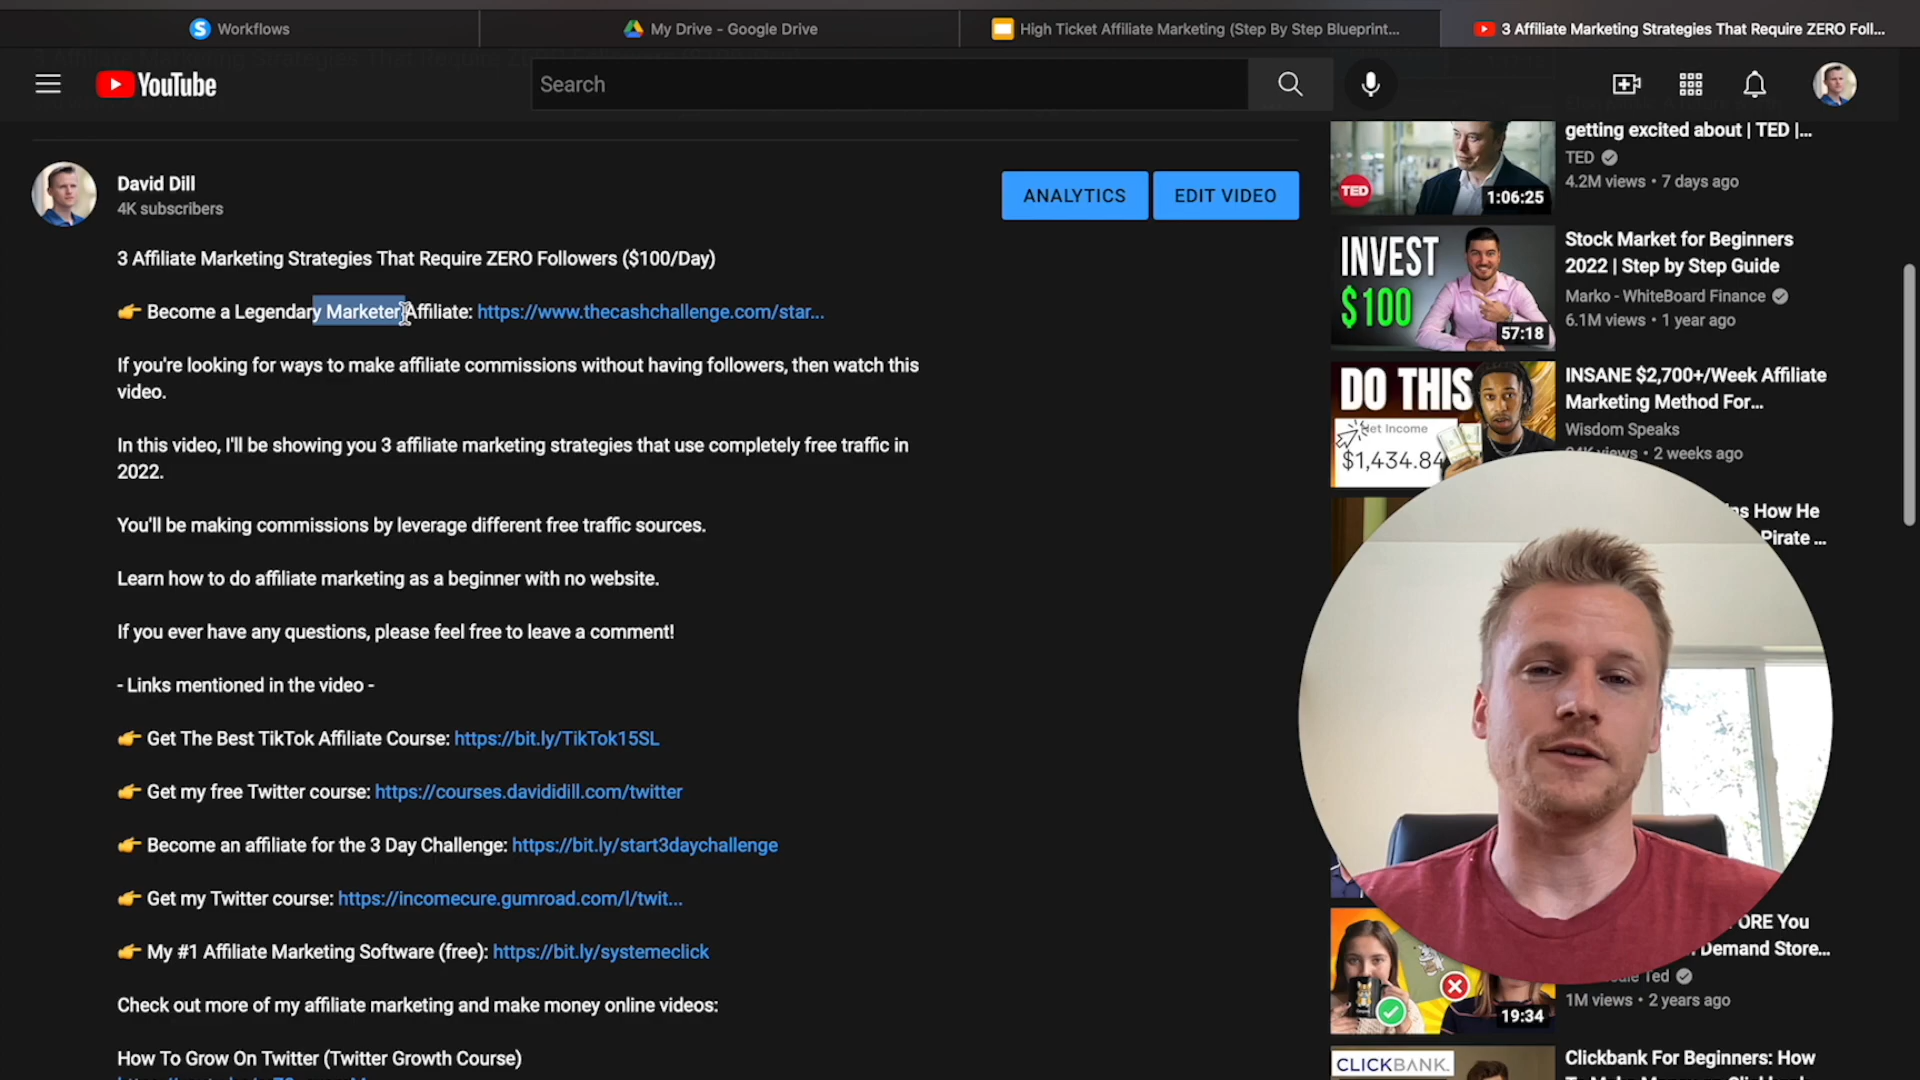 Workflows
My Drive - Google Drive
High Ticket Affiliate Marketing (Step By Step Blueprint...
3 Affiliate Marketing Strategies That Require ZERO Foll...
YouTube
Search
David Dill
4K subscribers
ANALYTICS
EDIT VIDEO
3 Affiliate Marketing Strategies That Require ZERO Followers ($100/Day)
👉 Become a Legendary Marketer Affiliate: https://www.thecashchallenge.com/star...
If you're looking for ways to make affiliate commissions without having followers, then watch this
video.
In this video, I'll be showing you 3 affiliate marketing strategies that use completely free traffic in
2022.
You'll be making commissions by leverage different free traffic sources.
Learn how to do affiliate marketing as a beginner with no website.
If you ever have any questions, please feel free to leave a comment!
- Links mentioned in the video -
👉 Get The Best TikTok Affiliate Course: https://bit.ly/TikTok15SL
👉 Get my free Twitter course: https://courses.davididill.com/twitter
👉 Become an affiliate for the 3 Day Challenge: https://bit.ly/start3daychallenge
👉 Get my Twitter course: https://incomecure.gumroad.com/l/twit...
👉 My #1 Affiliate Marketing Software (free): https://bit.ly/systemeclick
Check out more of my affiliate marketing and make money online videos:
How To Grow On Twitter (Twitter Growth Course)
getting excited about | TED |...
TED
4.2M views • 7 days ago
TED
1:06:25
INVEST
$100
57:18
Stock Market for Beginners
2022 | Step by Step Guide
Marko - WhiteBoard Finance
6.1M views • 1 year ago
DO THIS
Net Income
$1,434.84
INSANE $2,700+/Week Affiliate
Marketing Method For...
Wisdom Speaks
views • 2 weeks ago
How He
Pirate ...
19:34
ORE You
Demand Store...
Ted
1M views • 2 years ago
CLICKBANK
Clickbank For Beginners: How